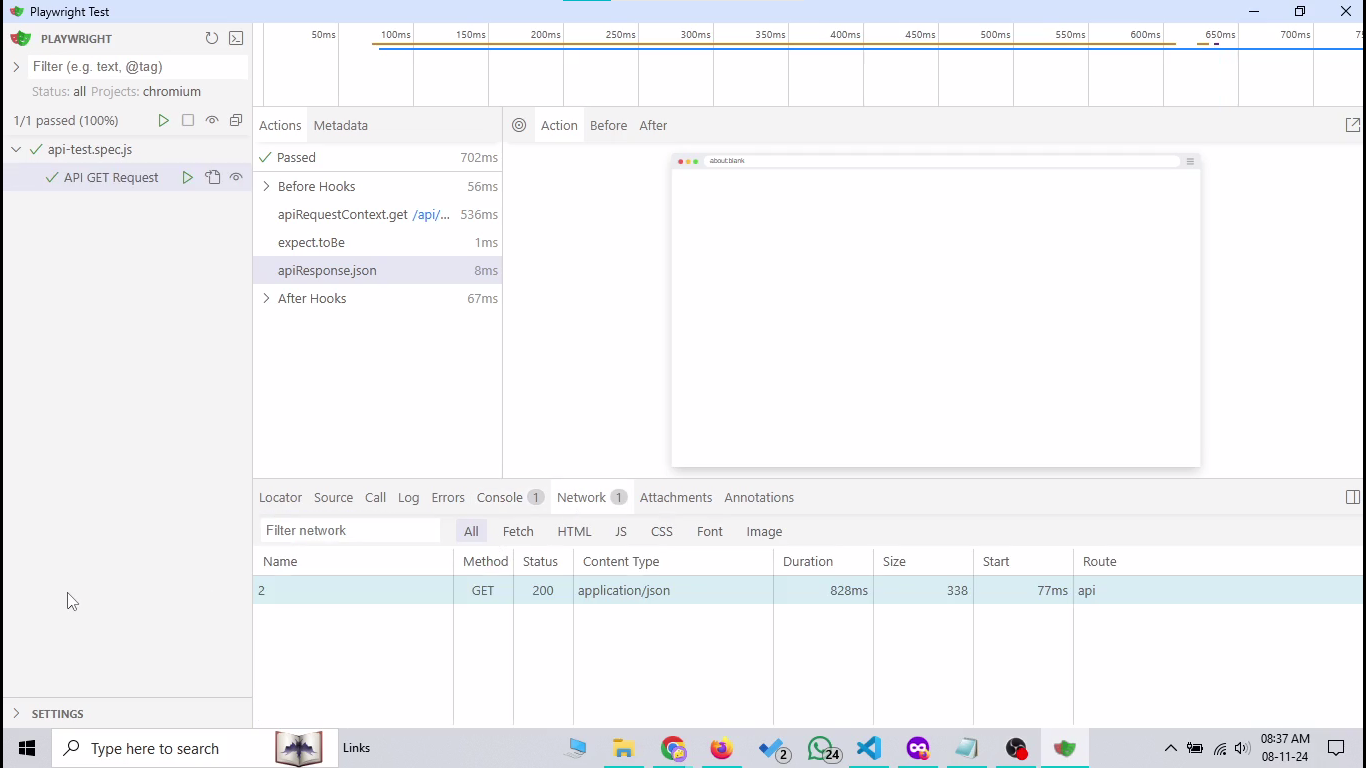 Playwright Test
PLAYWRIGHT
Filter (e.g. text, @tag)
Status: all Projects: chromium
1/1 passed (100%)
api-test.spec.js
API GET Request
SETTINGS
50ms 100ms 150ms 200ms 250ms 300ms 350ms 400ms 450ms 500ms 550ms 600ms 650ms 700ms 75
Actions Metadata
Passed 702ms
Before Hooks 56ms
apiRequestContext.get /api/... 536ms
expect.toBe 1ms
apiResponse.json 8ms
After Hooks 67ms
Action Before After
about:blank
Locator Source Call Log Errors Console 1 Network 1 Attachments Annotations
Filter network All Fetch HTML JS CSS Font Image
Name Method Status Content Type Duration Size Start Route
2 GET 200 application/json 828ms 338 77ms api
Type here to search Links 2 24 08:37 AM
08-11-24